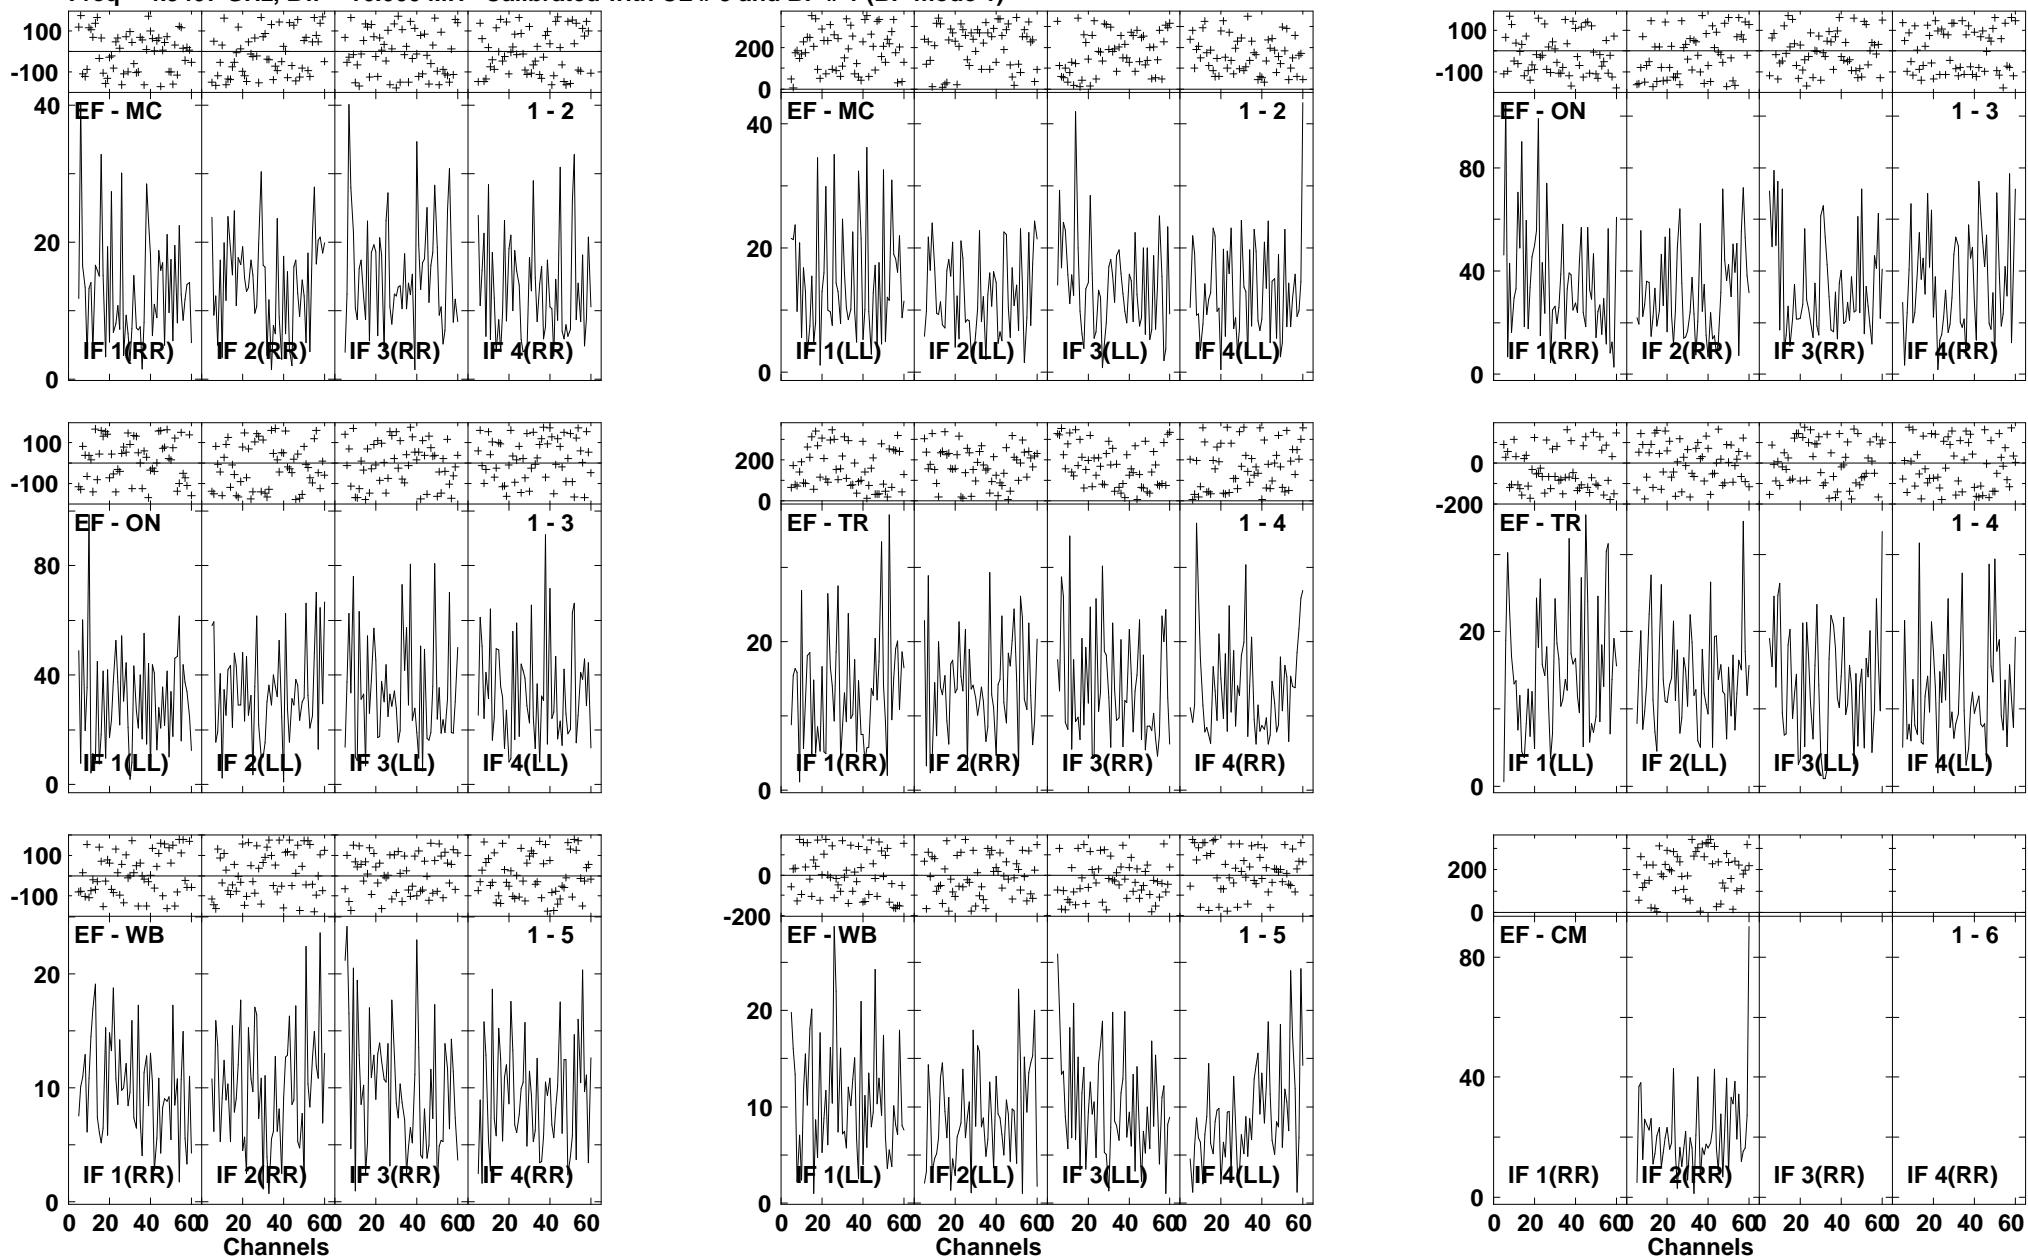 100 200 100
-100 0 -100
EF - MC 1 - 2 EF - MC 1 - 2 EF - ON 1 - 3
40 40 80
20 20 40
0 0 0
IF 1(RR) IF 2(RR) IF 3(RR) IF 4(RR) IF 1(LL) IF 2(LL) IF 3(LL) IF 4(LL) IF 1(RR) IF 2(RR) IF 3(RR) IF 4(RR)
100 200 0
-100 0 -200
EF - ON 1 - 3 EF - TR 1 - 4 EF - TR 1 - 4
80 20 20
40 0 0
0
IF 1(LL) IF 2(LL) IF 3(LL) IF 4(LL) IF 1(RR) IF 2(RR) IF 3(RR) IF 4(RR) IF 1(LL) IF 2(LL) IF 3(LL) IF 4(LL)
100 0 200
-100 -200 0
EF - WB 1 - 5 EF - WB 1 - 5 EF - CM 1 - 6
20 20 80
10 10 40
0 0 0
IF 1(RR) IF 2(RR) IF 3(RR) IF 4(RR) IF 1(LL) IF 2(LL) IF 3(LL) IF 4(LL) IF 1(RR) IF 2(RR) IF 3(RR) IF 4(RR)
0 20 40 60 0 20 40 60 0 20 40 60 0 20 40 60 0 20 40 60 0 20 40 60 0 20 40 60 0 20 40 60 0 20 40 60 0 20 40 60 0 20 40 60 0 20 40 60
Channels Channels Channels